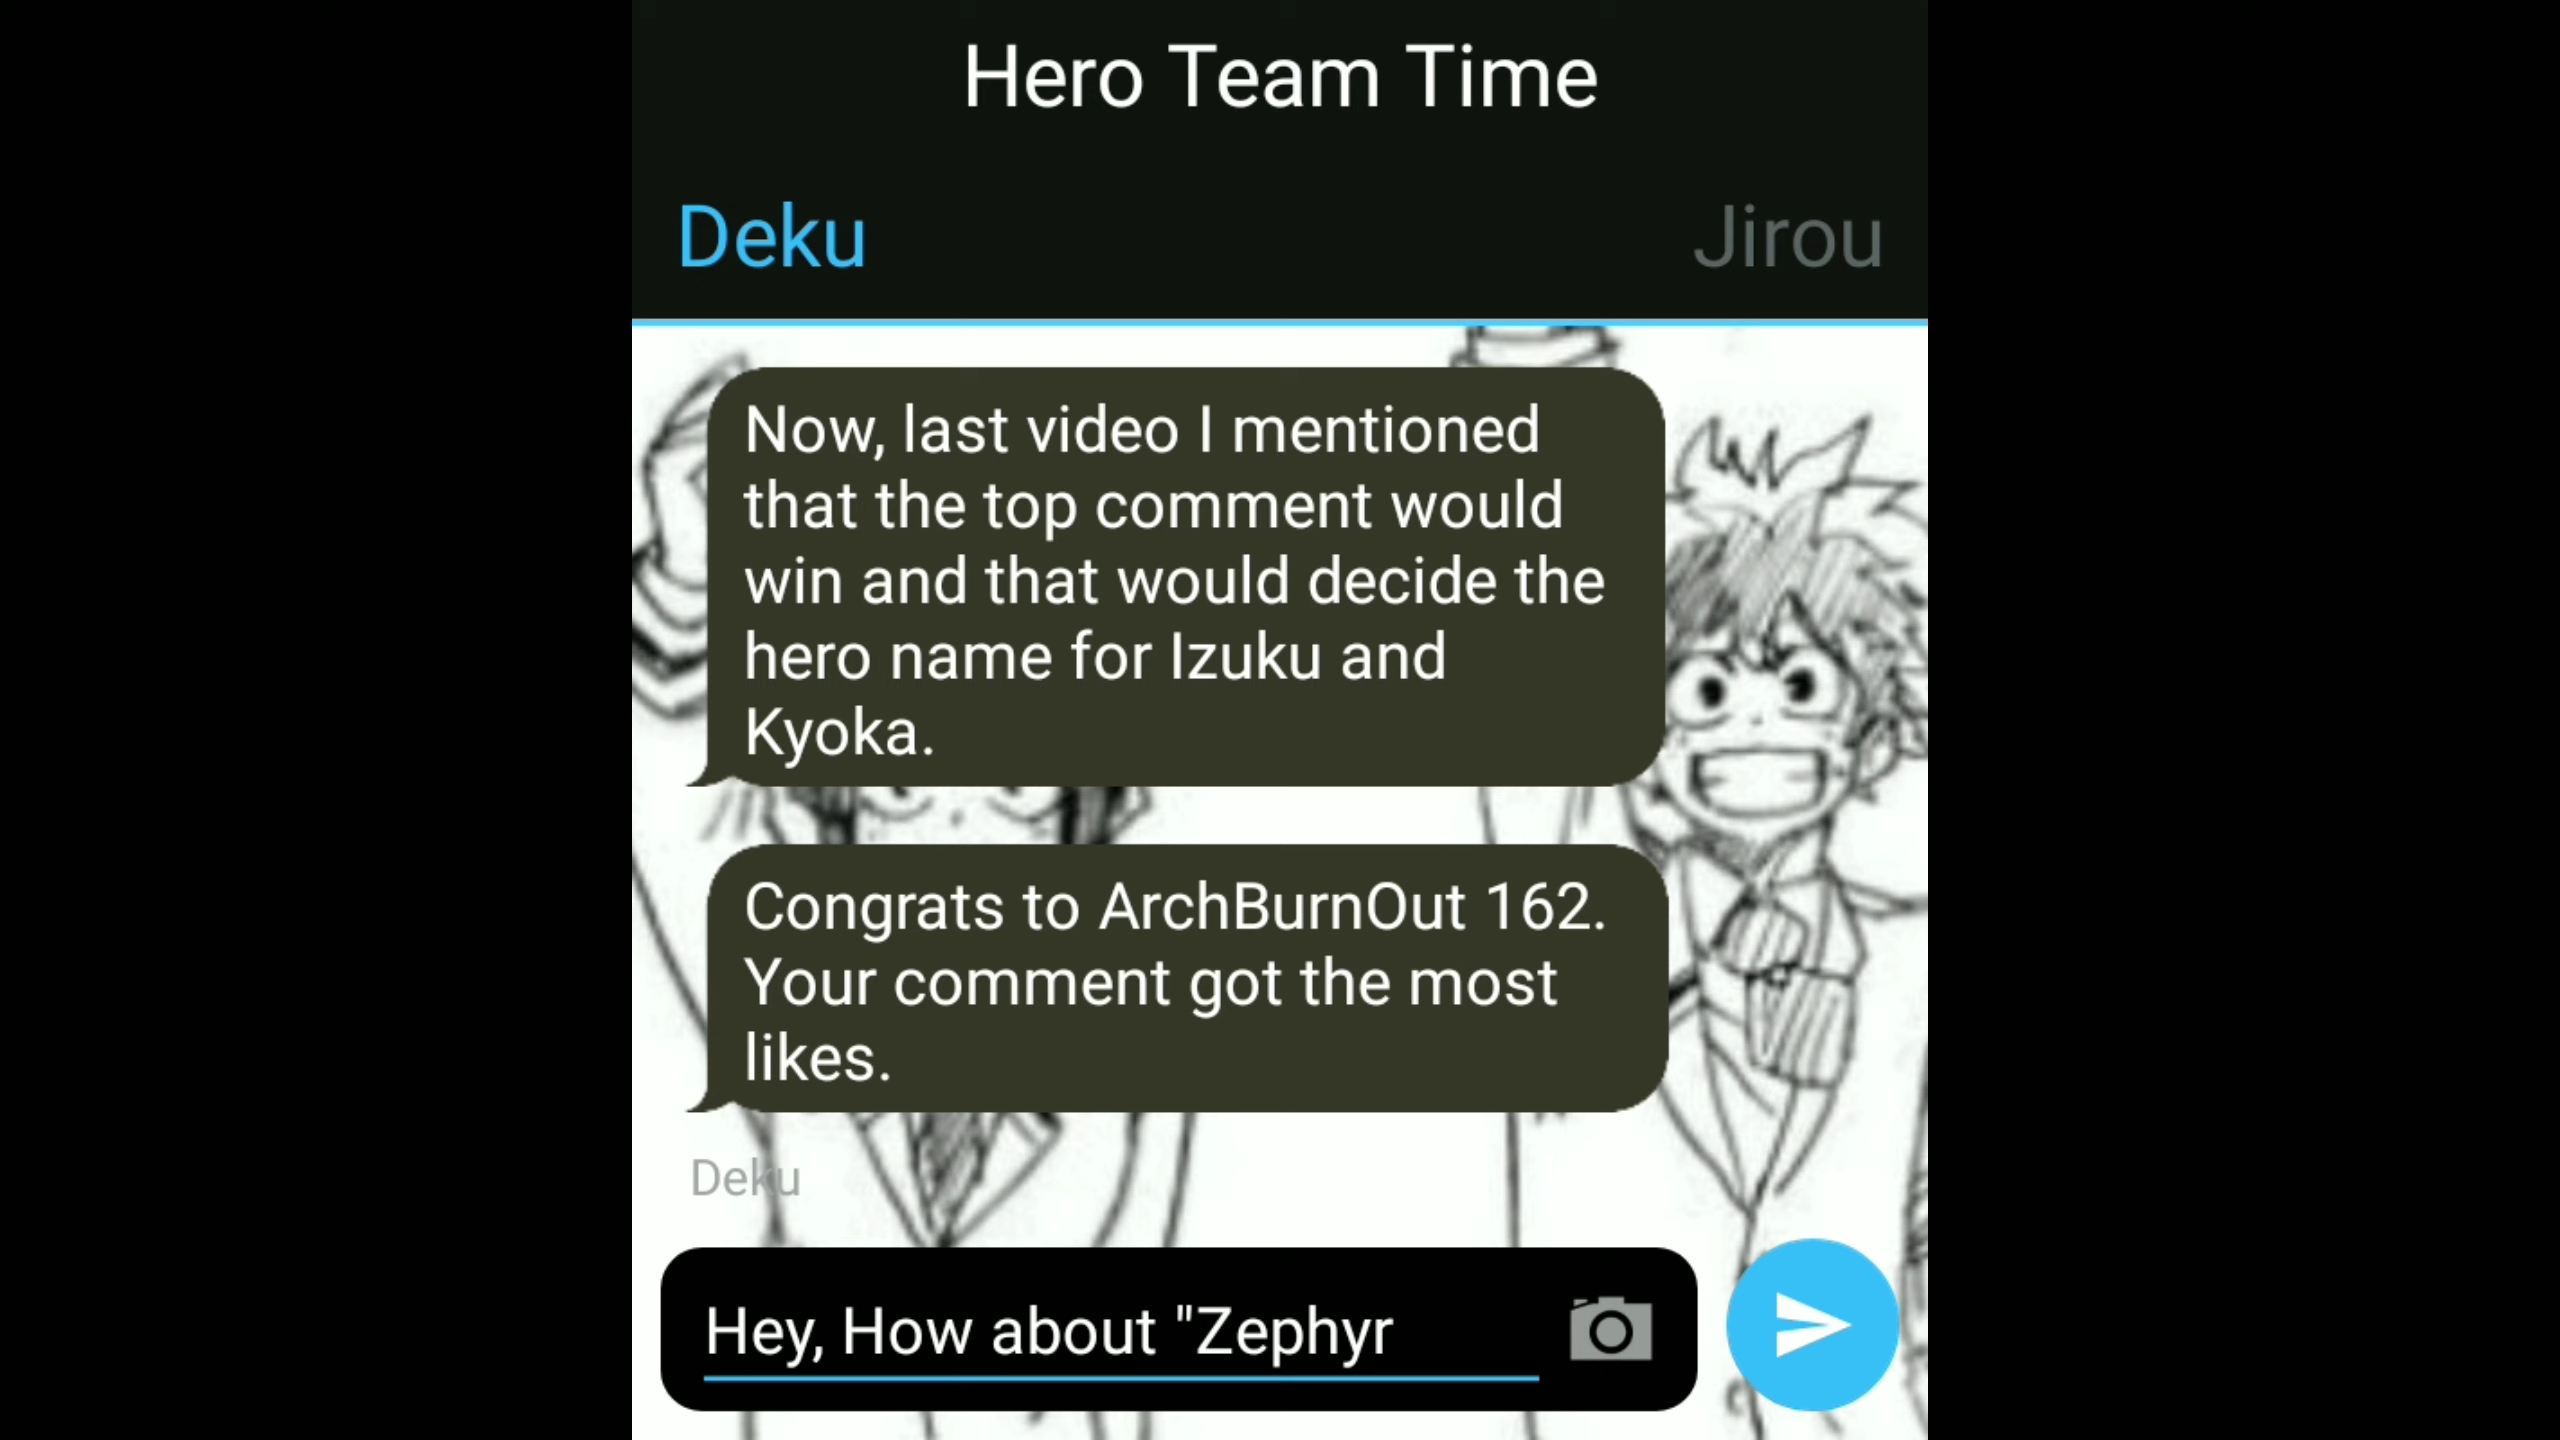 Hero Team Time
Deku
Jirou
Now, last video I mentioned
that the top comment would
win and that would decide the
hero name for Izuku and
Kyoka.
Congrats to ArchBurnOut 162.
Your comment got the most
likes.
Deku
Hey, How about "Zephyr